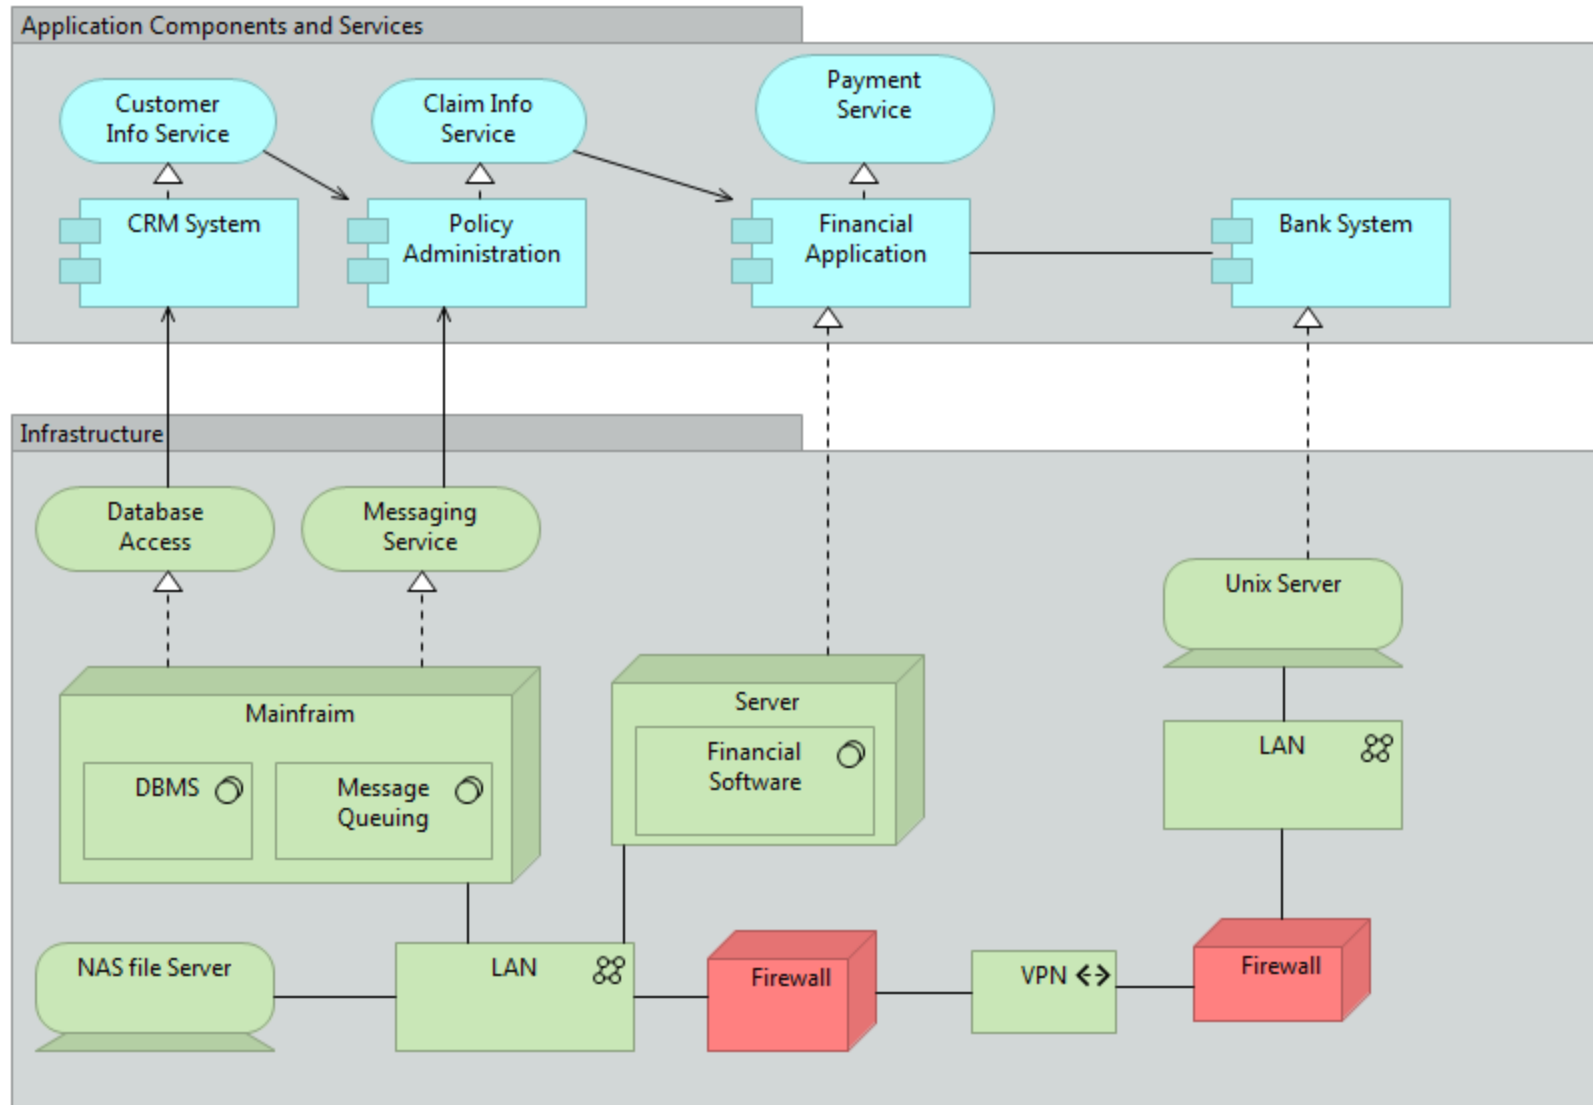 Application Components and Services
Customer
Info Service
Claim Info
Service
Payment
Service
CRM System
Policy
Administration
Financial
Application
Bank System
Infrastructure
Database
Access
Messaging
Service
Unix Server
Mainfraim
DBMS
Message
Queuing
Server
Financial
Software
LAN
NAS file Server
LAN
Firewall
VPN
Firewall